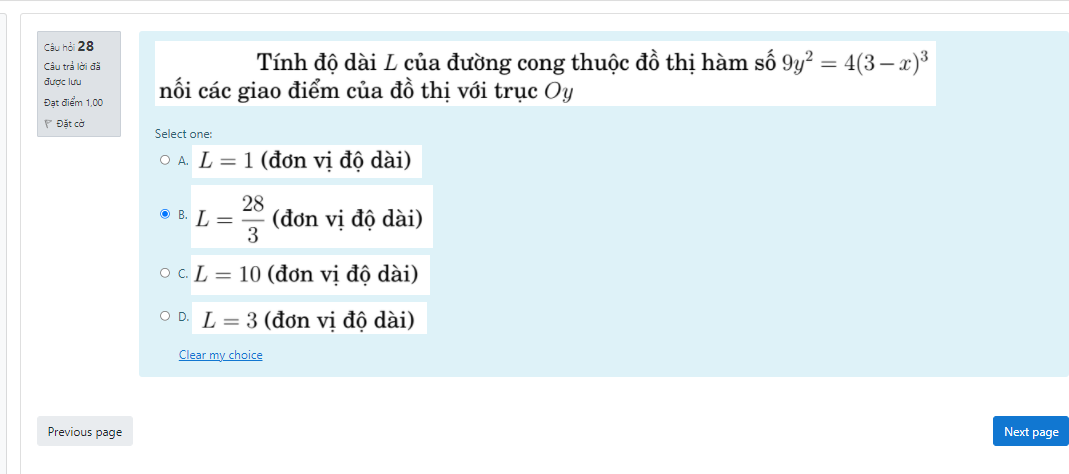 Câu hỏi 28
Câu trả lời đã
được lưu
Đạt điểm 1,00
Đặt cờ
Tính độ dài L của đường cong thuộc đồ thị hàm số 9y² = 4(3 − x)³
nối các giao điểm của đồ thị với trục Oy
Select one:
A. L = 1 (đơn vị độ dài)
B. L = 28/3 (đơn vị độ dài)
C. L = 10 (đơn vị độ dài)
D. L = 3 (đơn vị độ dài)
Clear my choice
Previous page
Next page